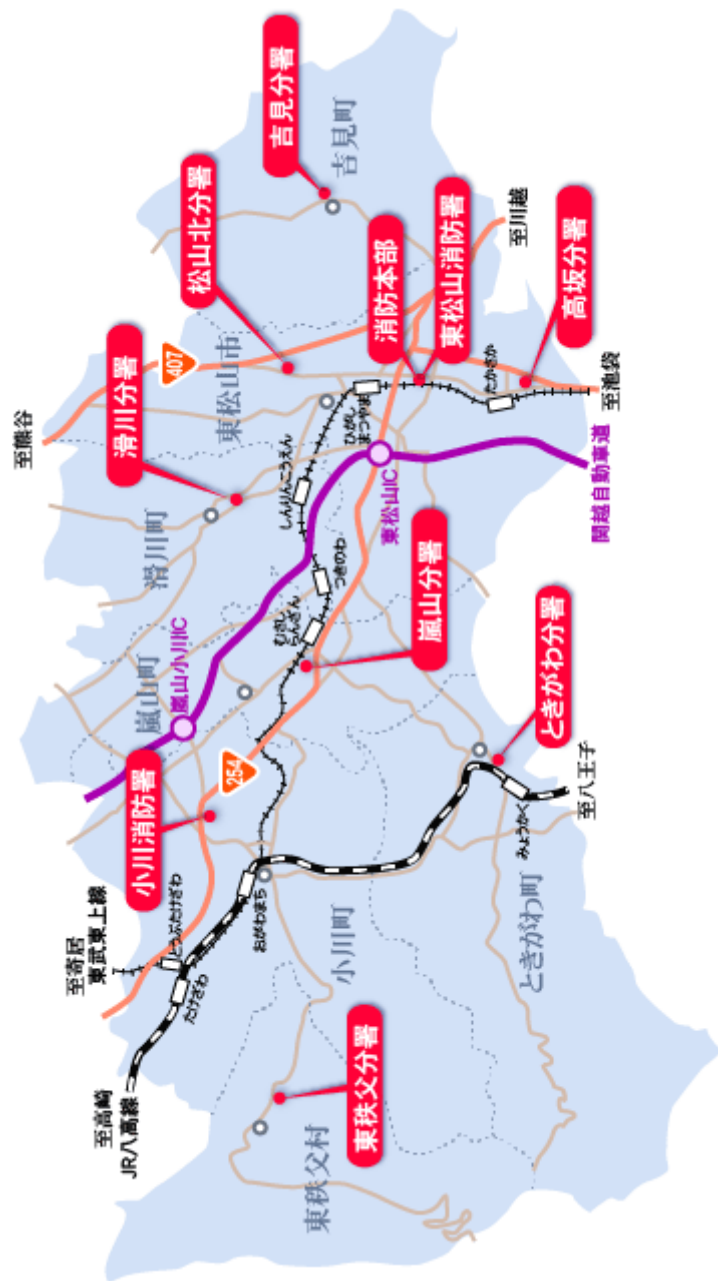 至高崎
JR八高線
至寄居
東武東上線
とうぶたけざわ
たけざわ
小川消防署
254
おがわまち
嵐山町
嵐山小川IC
滑川町
滑川分署
至熊谷
407
東松山市
松山北分署
吉見分署
吉見町
しんりんこうえん
ひがし
まつやま
つきのわ
むさし
らんざん
東松山IC
消防本部
東松山消防署
至川越
高坂分署
たかさか
至池袋
関越自動車道
嵐山分署
ときがわ分署
至八王子
みょうかく
ときがわ町
小川町
東秩父分署
東秩父村